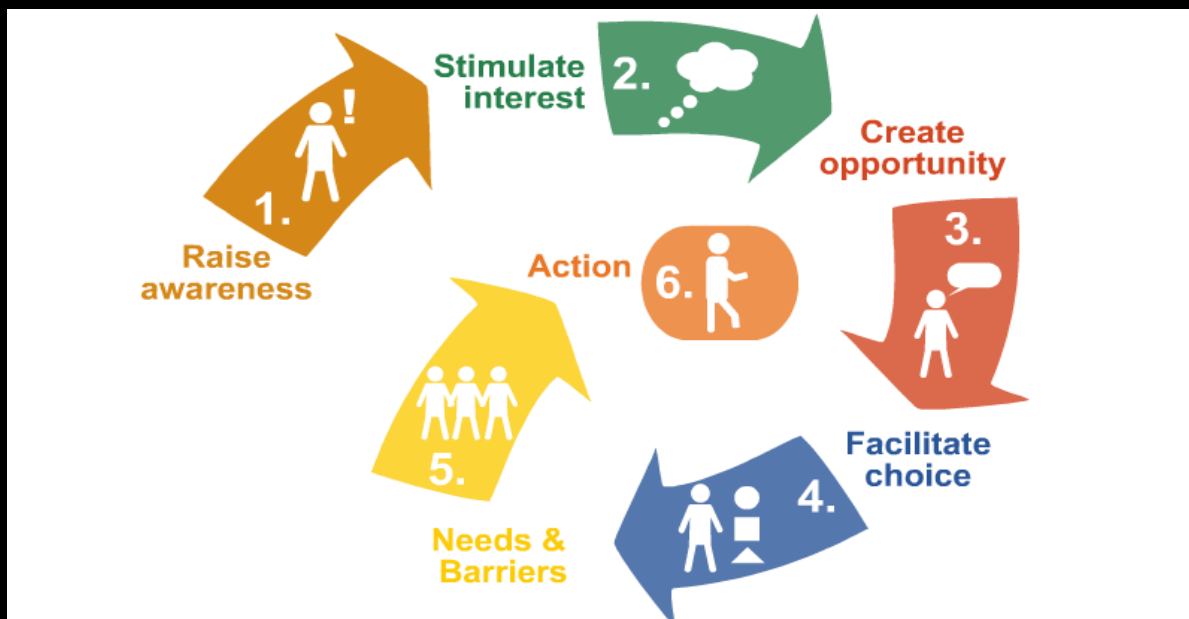 1.
Raise
awareness
Stimulate
interest
2.
Create
opportunity
3.
Facilitate
choice
4.
Needs &
Barriers
5.
Action
6.